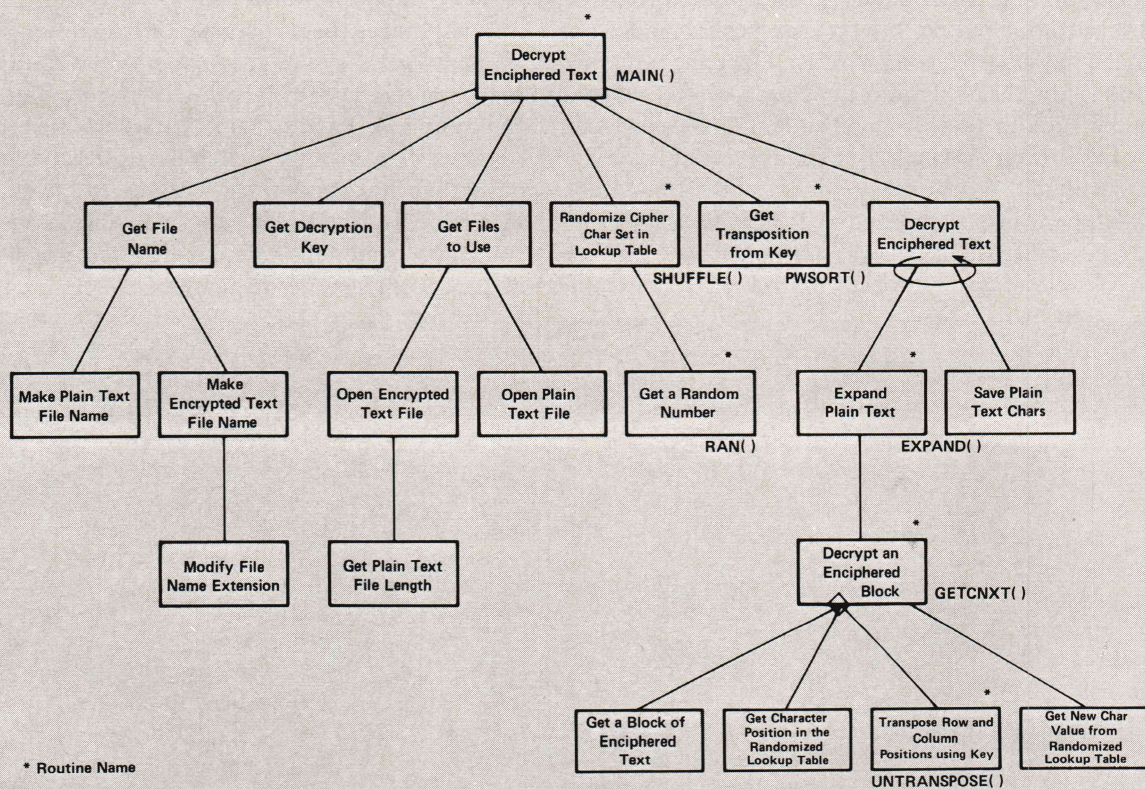 *
Decrypt
Enciphered Text
MAIN( )
Get File
Name
Get Decryption
Key
Get Files
to Use
*
Randomize Cipher
Char Set in
Lookup Table
SHUFFLE( )
*
Get
Transposition
from Key
PWSORT( )
Decrypt
Enciphered Text
Make Plain Text
File Name
Make
Encrypted Text
File Name
Open Encrypted
Text File
Open Plain
Text File
*
Get a Random
Number
RAN( )
*
Expand
Plain Text
EXPAND( )
Save Plain
Text Chars
Modify File
Name Extension
Get Plain Text
File Length
*
Decrypt an
Enciphered
Block
GETCNXT( )
Get a Block of
Enciphered
Text
Get Character
Position in the
Randomized
Lookup Table
*
Transpose Row and
Column
Positions using Key
UNTRANSPOSE( )
Get New Char
Value from
Randomized
Lookup Table
* Routine Name